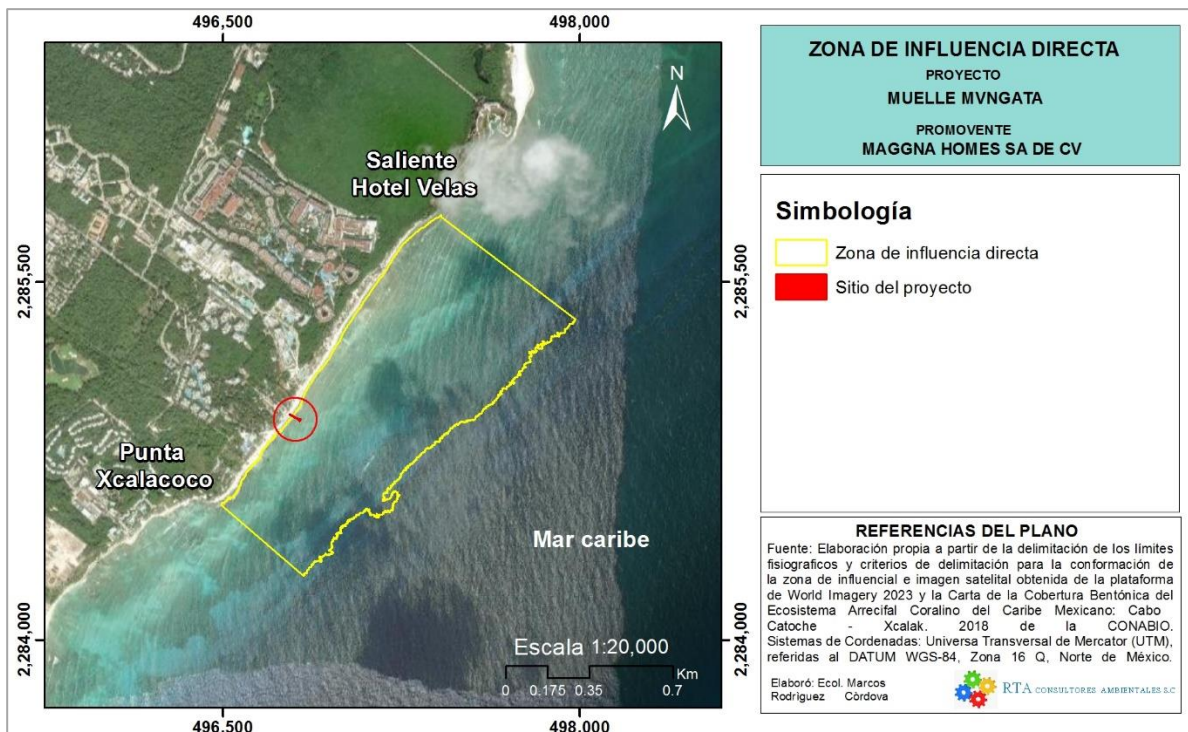 496,500
498,000
N
Saliente
Hotel Velas
2,285,500
2,285,500
Punta
Xcalacoco
Mar caribe
2,284,000
2,284,000
Escala 1:20,000
Km
0 0.175 0.35 0.7
496,500
498,000
ZONA DE INFLUENCIA DIRECTA
PROYECTO
MUELLE MVNGATA
PROMOVENTE
MAGGNA HOMES SA DE CV
Simbología
Zona de influencia directa
Sitio del proyecto
REFERENCIAS DEL PLANO
Fuente: Elaboración propia a partir de la delimitación de los límites
fisiograficos y criterios de delimitación para la conformación de
la zona de influencial e imagen satelital obtenida de la plataforma
de World Imagery 2023 y la Carta de la Cobertura Bentónica del
Ecosistema Arrecifal Coralino del Caribe Mexicano: Cabo
Catoche - Xcalak. 2018 de la CONABIO.
Sistemas de Cordenadas: Universa Transversal de Mercator (UTM),
referidas al DATUM WGS-84, Zona 16 Q, Norte de México.
Elaboró: Ecol. Marcos
Rodriguez Còrdova
RTA CONSULTORES AMBIENTALES S.C